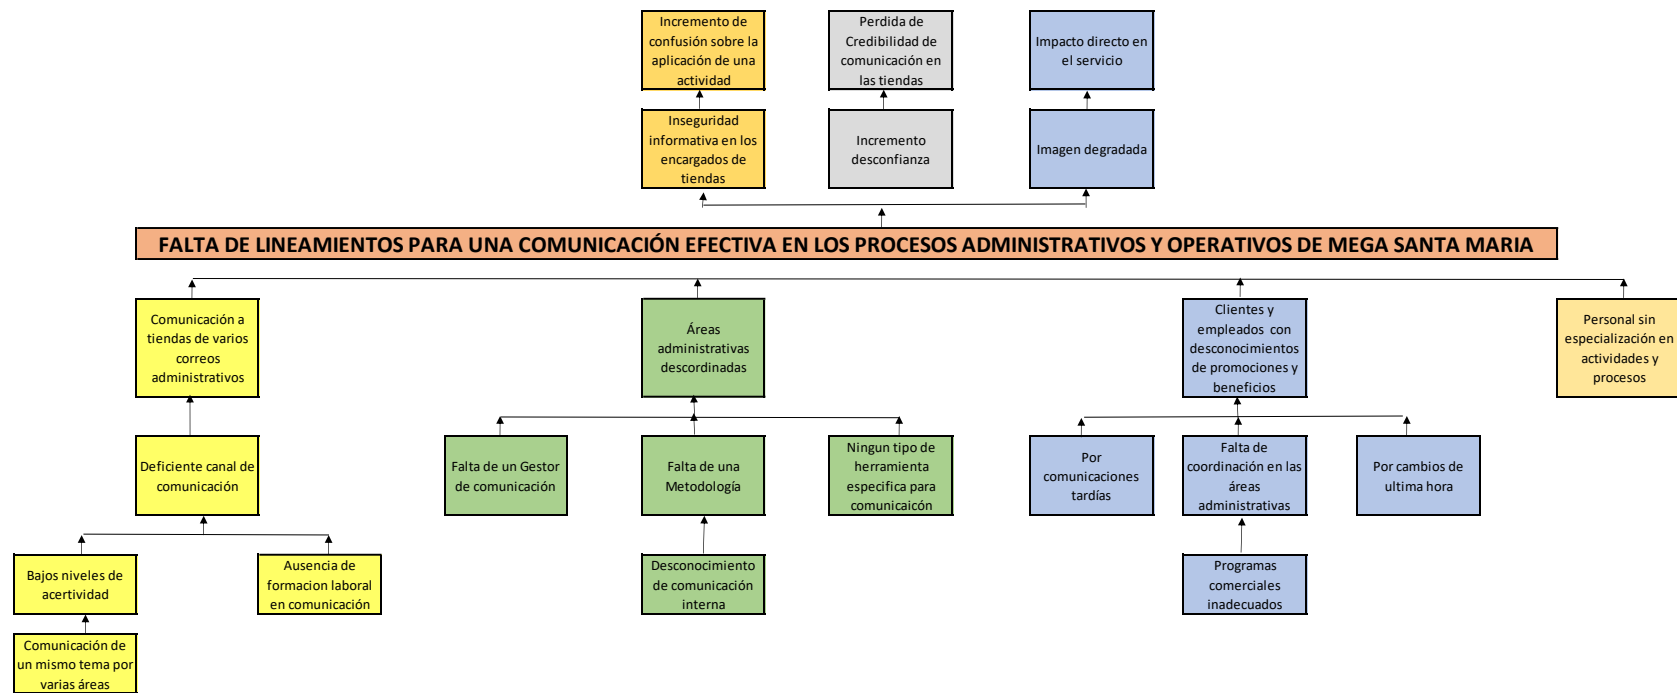 Incremento de
confusión sobre la
aplicación de una
actividad
Perdida de
Credibilidad de
comunicación en
las tiendas
Impacto directo en
el servicio
Inseguridad
informativa en los
encargados de
tiendas
Incremento
desconfianza
Imagen degradada
FALTA DE LINEAMIENTOS PARA UNA COMUNICACIÓN EFECTIVA EN LOS PROCESOS ADMINISTRATIVOS Y OPERATIVOS DE MEGA SANTA MARIA
Comunicación a
tiendas de varios
correos
administrativos
Áreas
administrativas
descordinadas
Clientes y
empleados con
desconocimientos
de promociones y
beneficios
Personal sin
especialización en
actividades y
procesos
Deficiente canal de
comunicación
Falta de un Gestor
de comunicación
Falta de una
Metodología
Ningun tipo de
herramienta
especifica para
comunicaicón
Por
comunicaciones
tardías
Falta de
coordinación en las
áreas
administrativas
Por cambios de
ultima hora
Bajos niveles de
acertividad
Ausencia de
formacion laboral
en comunicación
Desconocimiento
de comunicación
interna
Programas
comerciales
inadecuados
Comunicación de
un mismo tema por
varias áreas